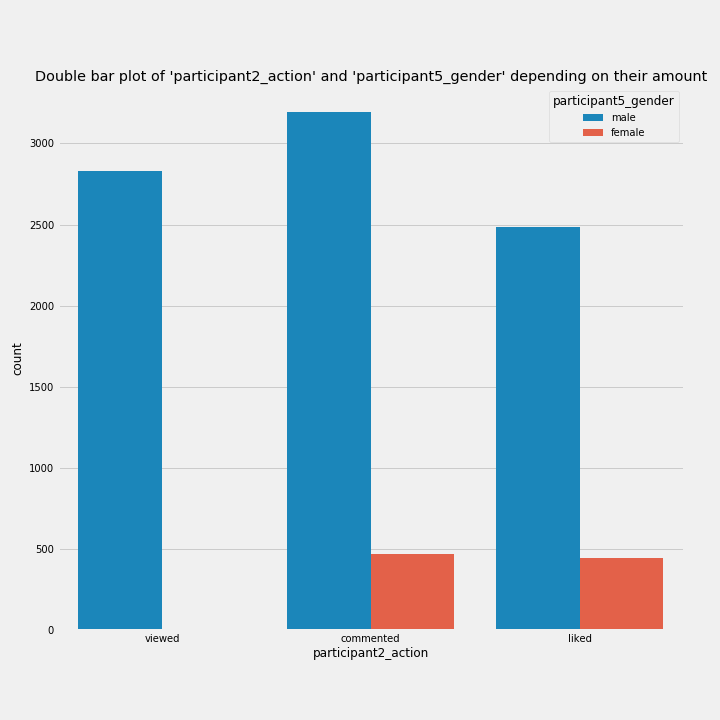 Double bar plot of 'participant2_action' and 'participant5_gender' depending on their amount
participant5_gender
male
female
3000
2500
2000
1500
1000
500
0
count
viewed
commented
liked
participant2_action